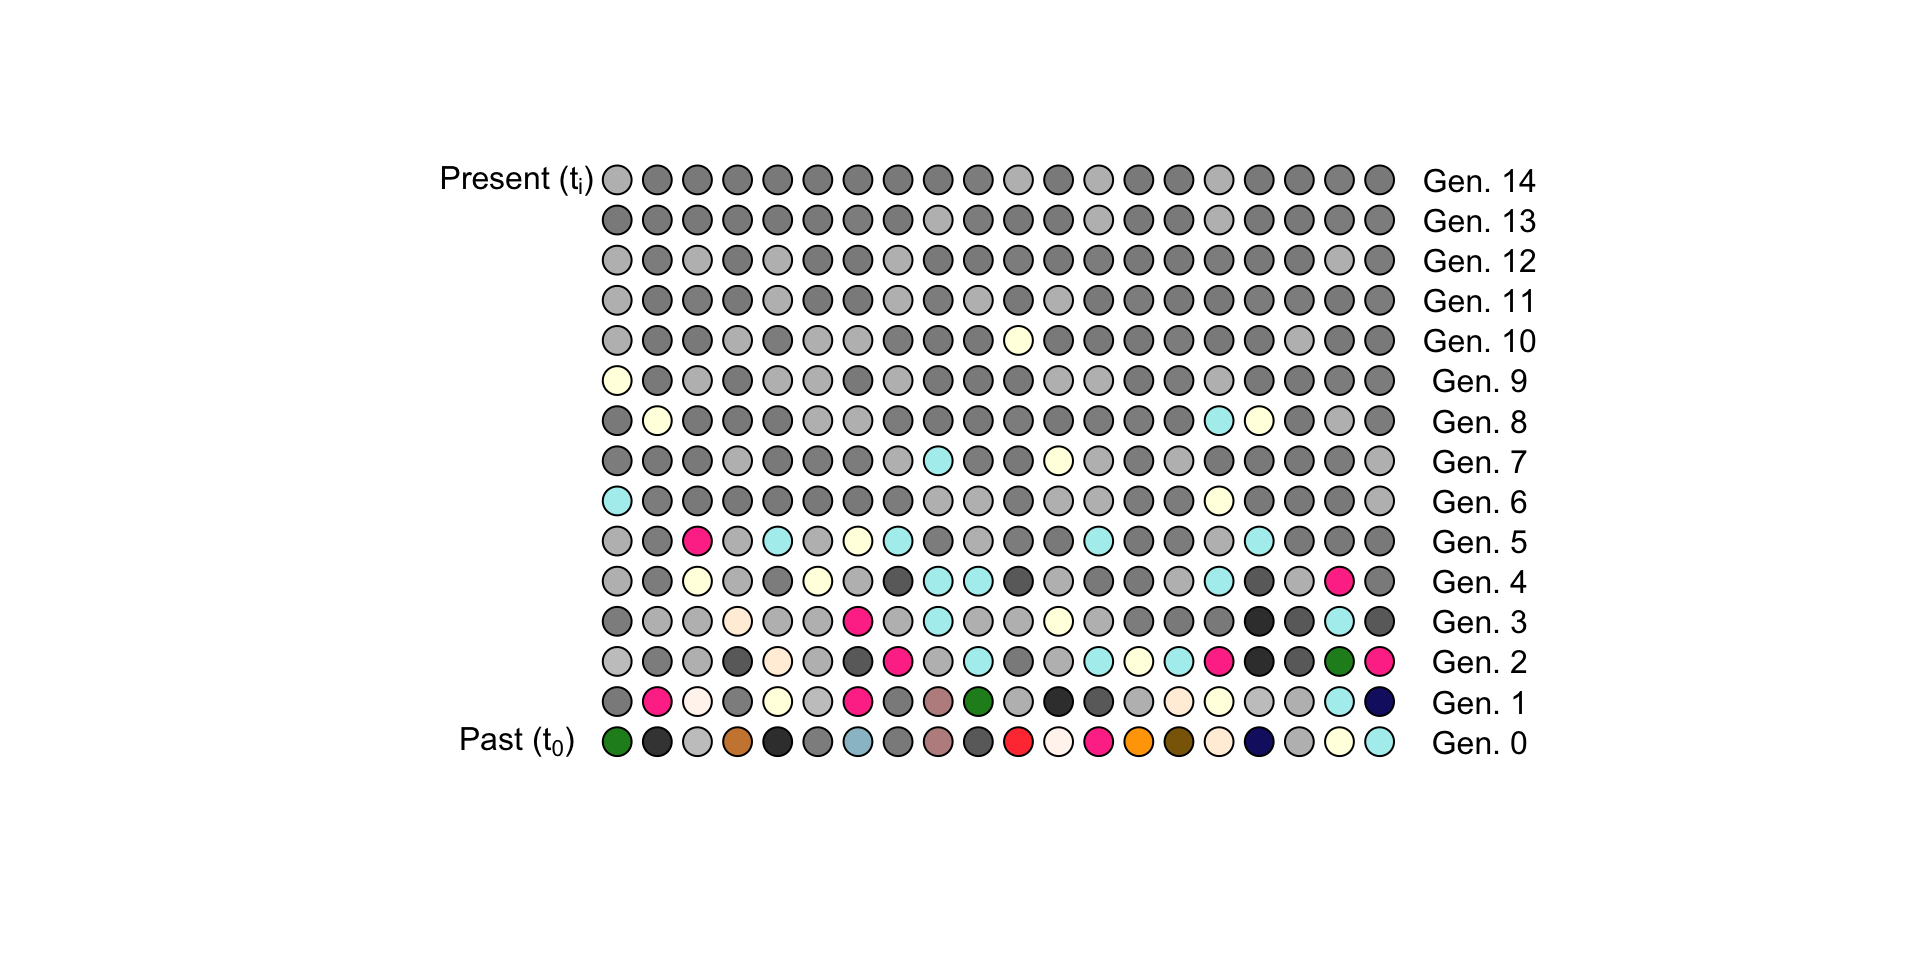 Present (tᵢ) Gen. 14
Gen. 13
Gen. 12
Gen. 11
Gen. 10
Gen. 9
Gen. 8
Gen. 7
Gen. 6
Gen. 5
Gen. 4
Gen. 3
Gen. 2
Gen. 1
Past (t₀) Gen. 0